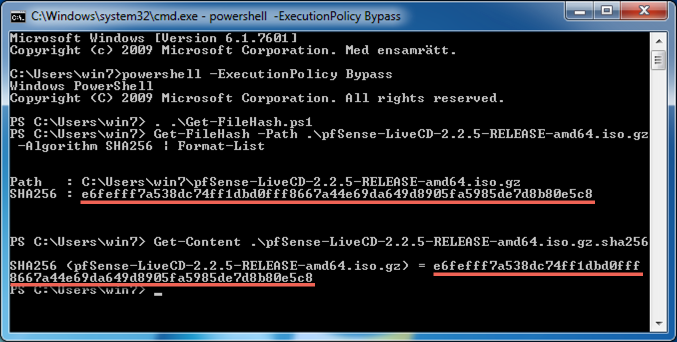 C:\Windows\system32\cmd.exe - powershell  -ExecutionPolicy Bypass
Microsoft Windows [Version 6.1.7601]
Copyright (c) 2009 Microsoft Corporation. Med ensamrätt.
C:\Users\win7>powershell -ExecutionPolicy Bypass
Windows PowerShell
Copyright (C) 2009 Microsoft Corporation. All rights reserved.
PS C:\Users\win7> . .\Get-FileHash.ps1
PS C:\Users\win7> Get-FileHash -Path .\pfSense-LiveCD-2.2.5-RELEASE-amd64.iso.gz
 -Algorithm SHA256 | Format-List
Path   : C:\Users\win7\pfSense-LiveCD-2.2.5-RELEASE-amd64.iso.gz
SHA256 : e6fefff7a538dc74ff1dbd0fff8667a44e69da649d8905fa5985de7d8b80e5c8
PS C:\Users\win7> Get-Content .\pfSense-LiveCD-2.2.5-RELEASE-amd64.iso.gz.sha256
SHA256 (pfSense-LiveCD-2.2.5-RELEASE-amd64.iso.gz) = e6fefff7a538dc74ff1dbd0fff
8667a44e69da649d8905fa5985de7d8b80e5c8
PS C:\Users\win7> _